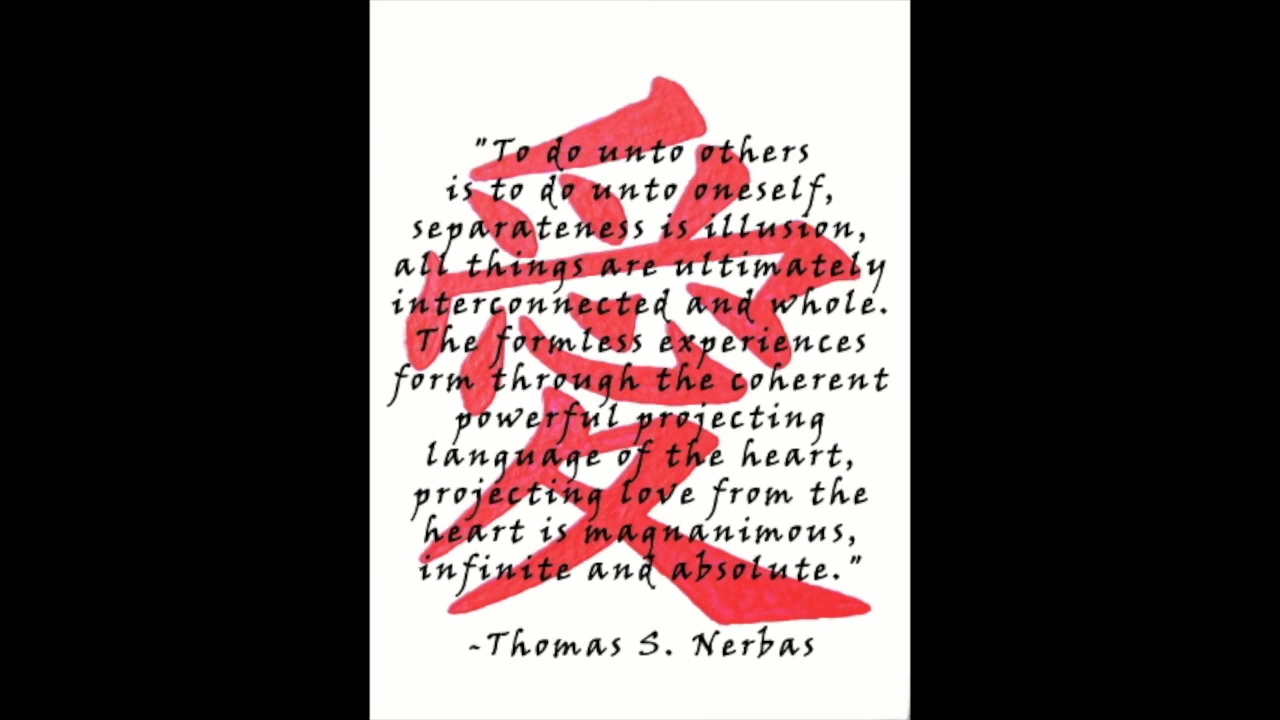 愛
"To do unto others
is to do unto oneself,
separateness is illusion,
all things are ultimately
interconnected and whole.
The formless experiences
form through the coherent
powerful projecting
language of the heart,
projecting love from the
heart is magnanimous,
infinite and absolute."
~Thomas S. Nerbas